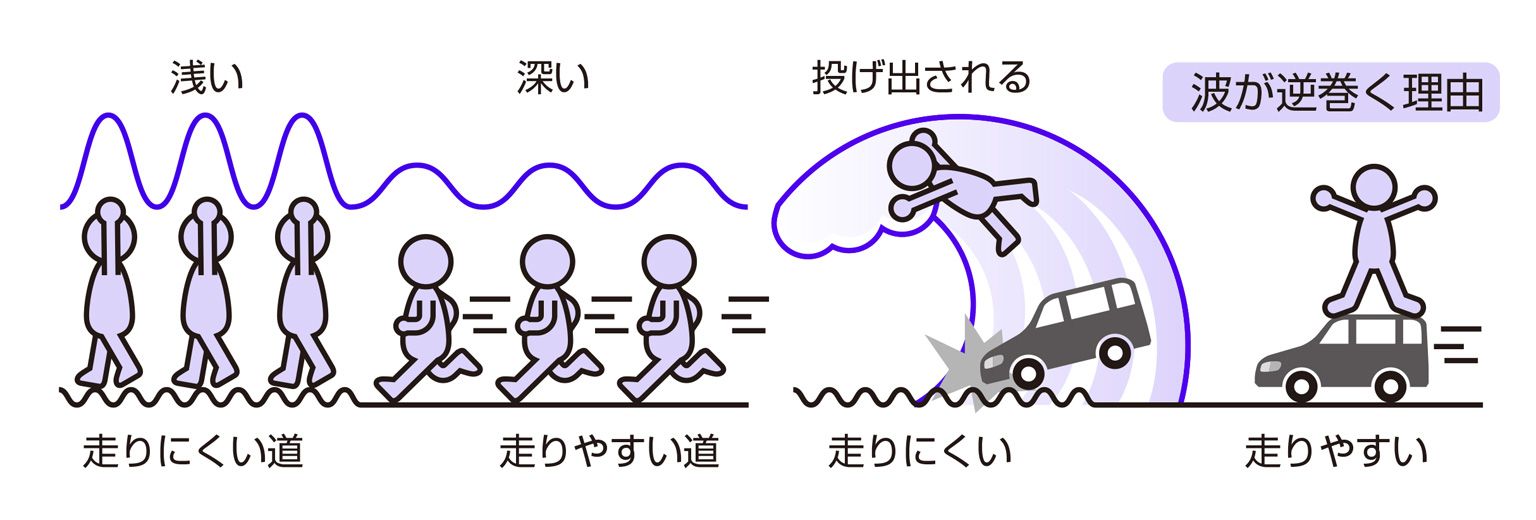 浅い
深い
投げ出される
波が逆巻く理由
走りにくい道
走りやすい道
走りにくい
走りやすい